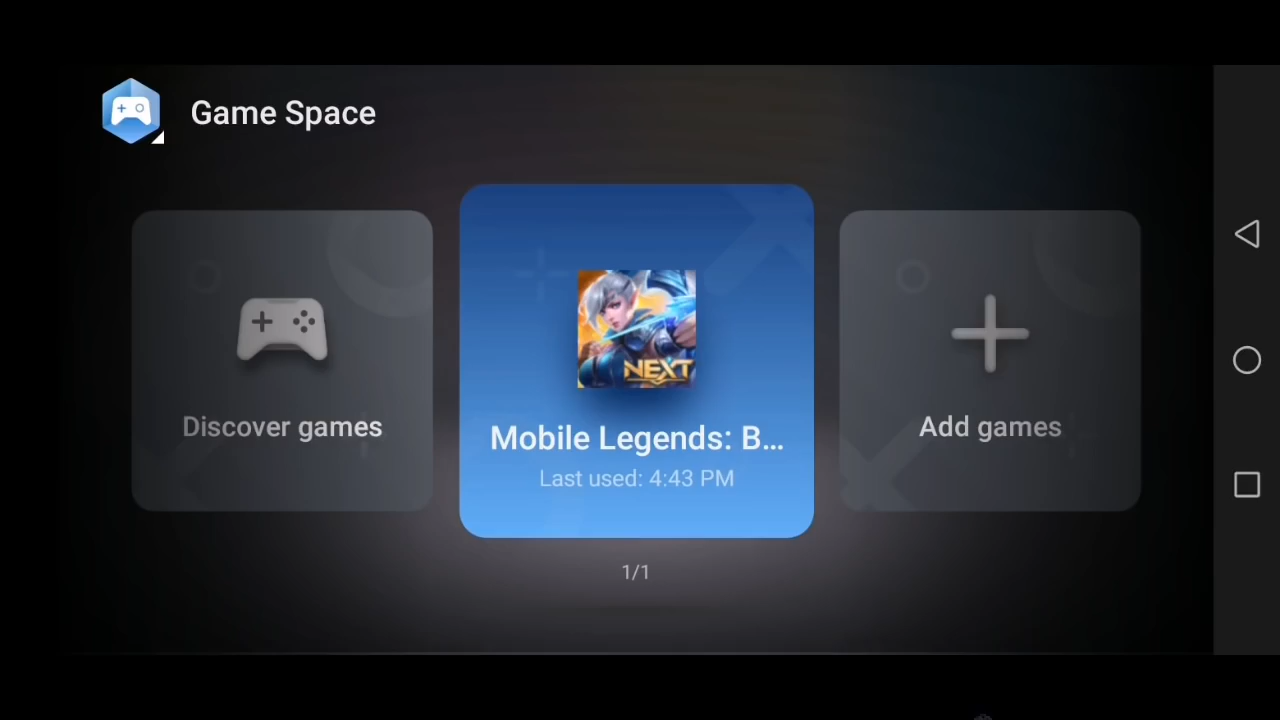 Game Space
Discover games
NEXT
Mobile Legends: B...
Last used: 4:43 PM
Add games
1/1